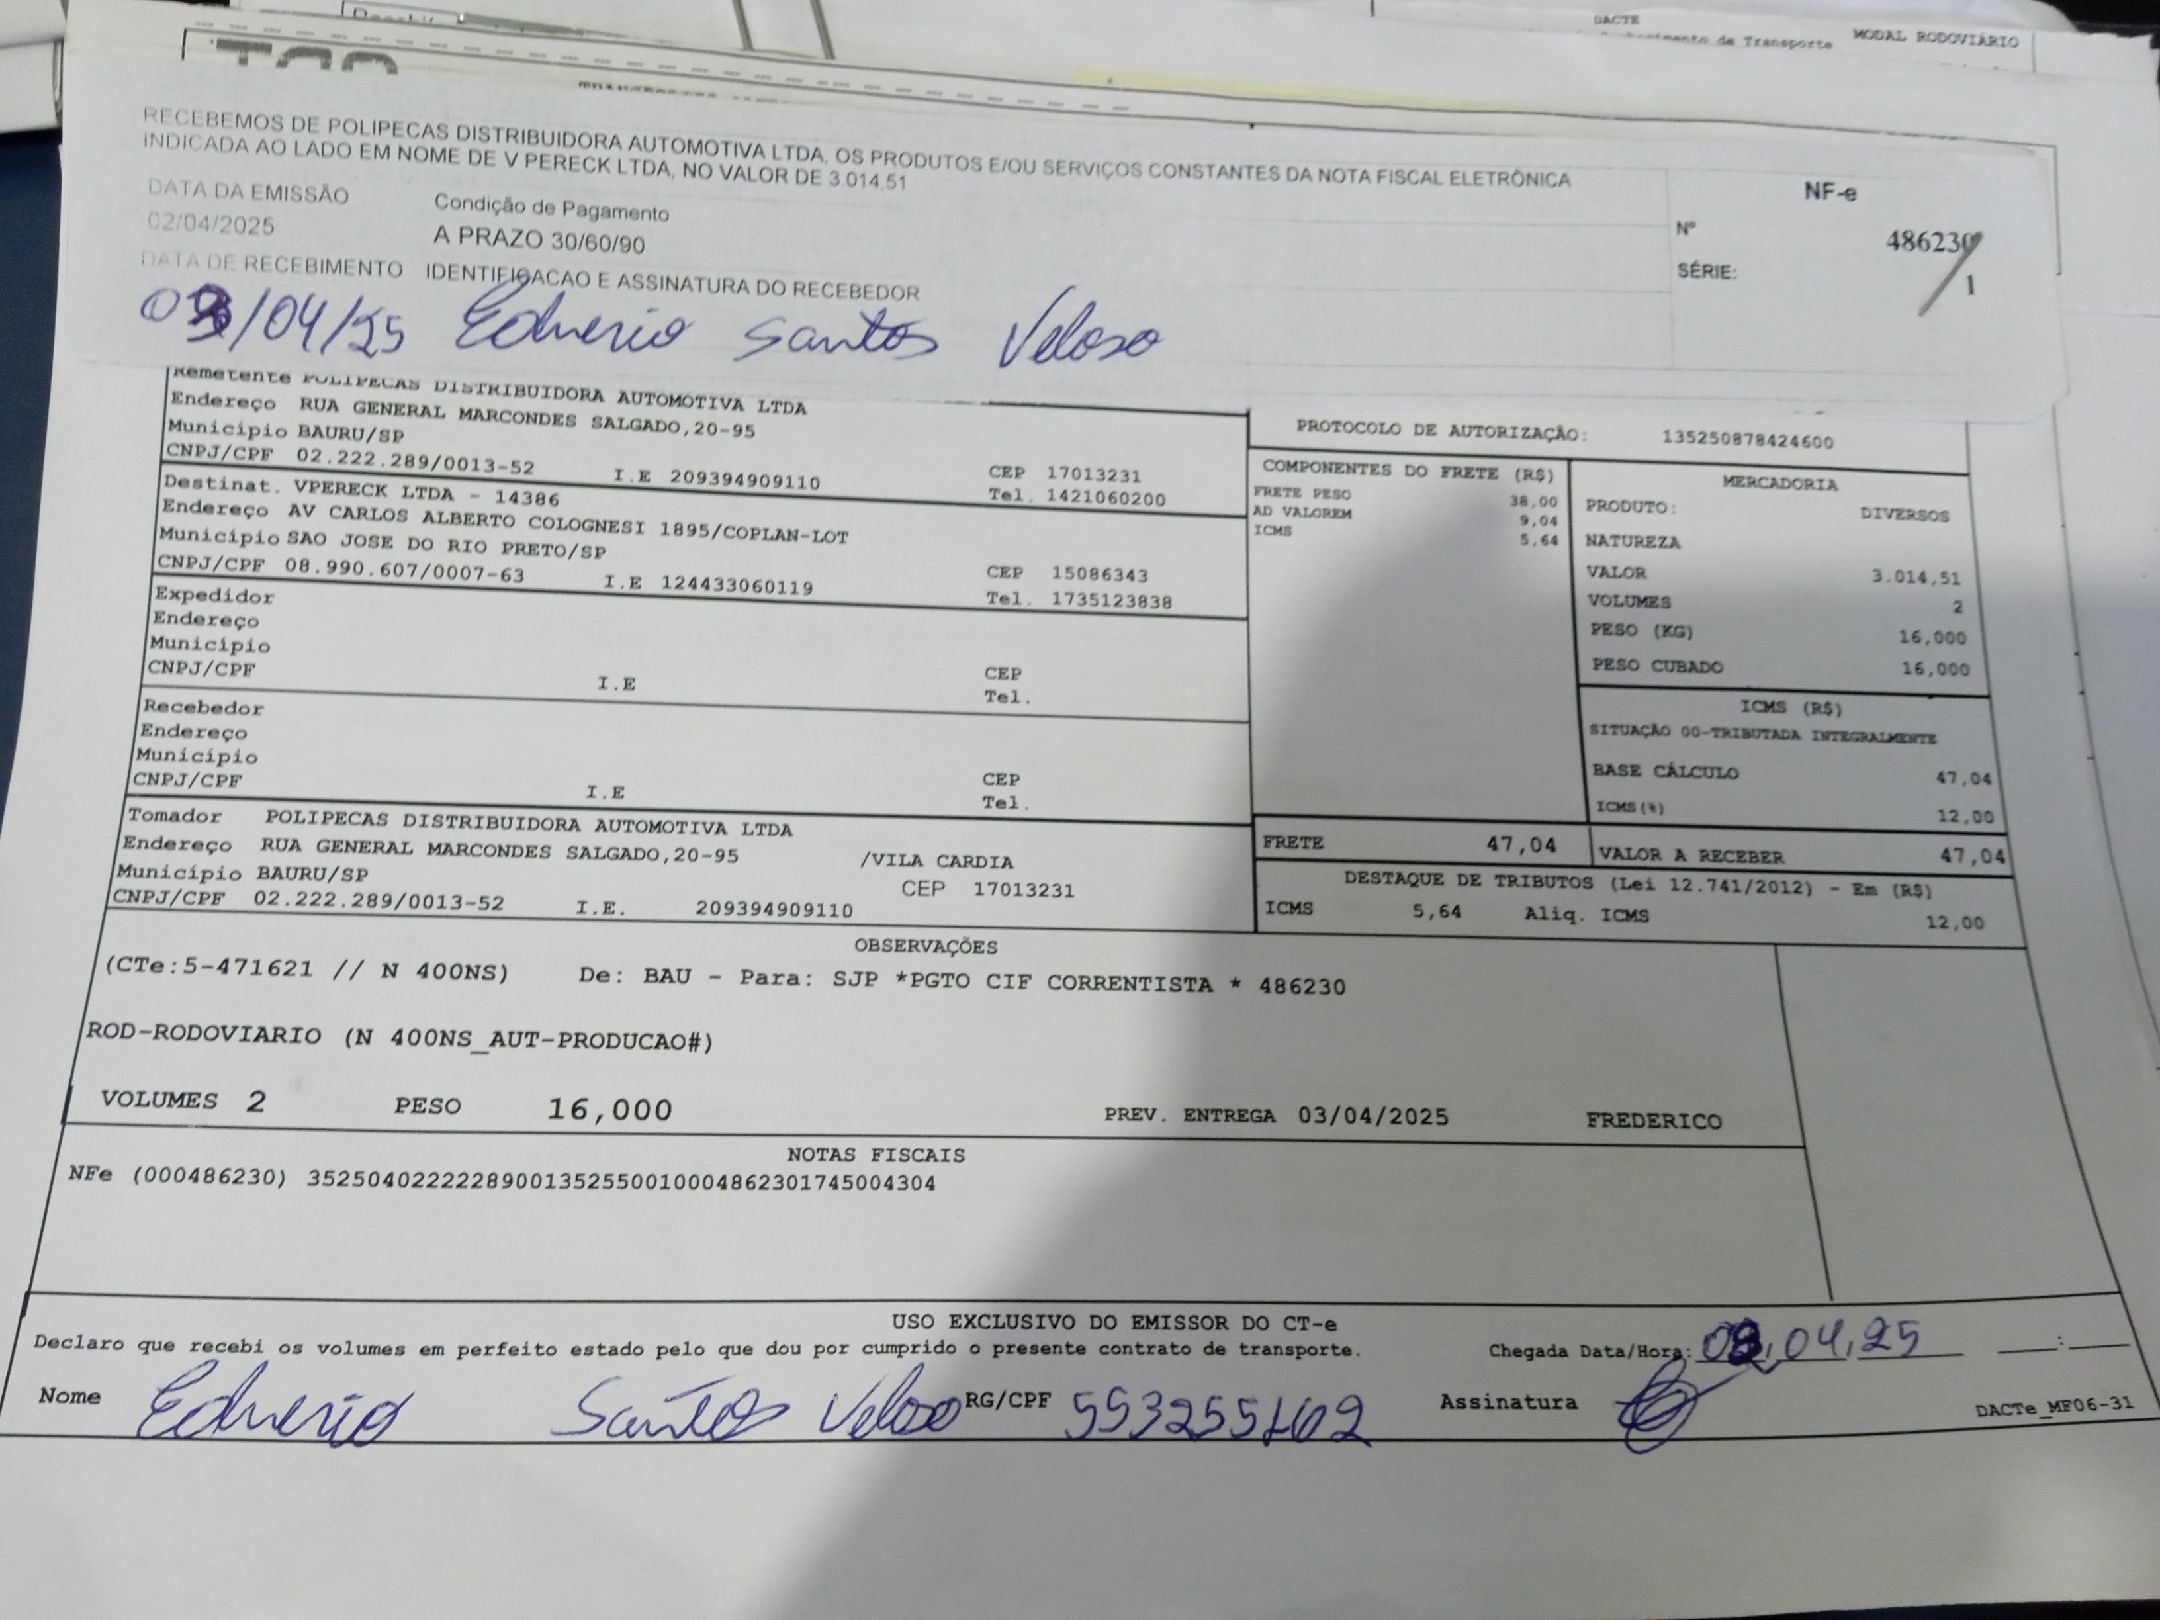 DACTE
de Transporte
MODAL RODOVIÁRIO
RECEBEMOS DE POLIPECAS DISTRIBUIDORA AUTOMOTIVA LTDA, OS PRODUTOS E/OU SERVIÇOS CONSTANTES DA NOTA FISCAL ELETRÔNICA
INDICADA AO LADO EM NOME DE V PERECK LTDA, NO VALOR DE 3.014,51
NF-e
DATA DA EMISSÃO
Condição de Pagamento
Nº 486230
02/04/2025
A PRAZO 30/60/90
SÉRIE: 1
DATA DE RECEBIMENTO IDENTIFICACAO E ASSINATURA DO RECEBEDOR
03/04/25 Santos Veloso
Remetente POLIPECAS DISTRIBUIDORA AUTOMOTIVA LTDA
Endereço RUA GENERAL MARCONDES SALGADO,20-95
Município BAURU/SP
CEP 17013231
CNPJ/CPF 02.222.289/0013-52 I.E 209394909110 Tel. 1421060200
Destinat. VPERECK LTDA - 14386
Endereço AV CARLOS ALBERTO COLOGNESI 1895/COPLAN-LOT
Município SAO JOSE DO RIO PRETO/SP
CEP 15086343
CNPJ/CPF 08.990.607/0007-63 I.E 124433060119 Tel. 1735123838
Expedidor
Endereço
Município
CEP
CNPJ/CPF I.E Tel.
Recebedor
Endereço
Município
CEP
CNPJ/CPF I.E Tel.
Tomador POLIPECAS DISTRIBUIDORA AUTOMOTIVA LTDA
Endereço RUA GENERAL MARCONDES SALGADO,20-95 /VILA CARDIA
Município BAURU/SP CEP 17013231
CNPJ/CPF 02.222.289/0013-52 I.E. 209394909110
PROTOCOLO DE AUTORIZAÇÃO: 135250878424600
COMPONENTES DO FRETE (R$)
FRETE PESO 38,00
AD VALOREM 9,04
ICMS 5,64
MERCADORIA
PRODUTO: DIVERSOS
NATUREZA
VALOR 3.014,51
VOLUMES 2
PESO (KG) 16,000
PESO CUBADO 16,000
ICMS (R$)
SITUAÇÃO 00-TRIBUTADA INTEGRALMENTE
BASE CÁLCULO 47,04
ICMS(%) 12,00
FRETE 47,04
VALOR A RECEBER 47,04
DESTAQUE DE TRIBUTOS (Lei 12.741/2012) - Em (R$)
ICMS 5,64 Aliq. ICMS 12,00
OBSERVAÇÕES
(CTe:5-471621 // N 400NS) De: BAU - Para: SJP *PGTO CIF CORRENTISTA * 486230
ROD-RODOVIARIO (N 400NS_AUT-PRODUCAO#)
VOLUMES 2 PESO 16,000 PREV. ENTREGA 03/04/2025 FREDERICO
NOTAS FISCAIS
NFe (000486230) 35250402222289001352550010004862301745004304
USO EXCLUSIVO DO EMISSOR DO CT-e
Declaro que recebi os volumes em perfeito estado pelo que dou por cumprido o presente contrato de transporte.
Chegada Data/Hora: 03,04,25 :
Nome Santos Veloso RG/CPF Assinatura
DACTe_MF06-31